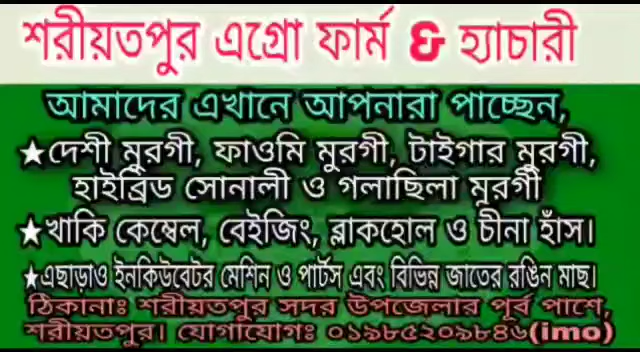 শরীয়তপুর এগ্রো ফার্ম & হ্যাচারী
আমাদের এখানে আপনারা পাচ্ছেন,
★দেশী মুরগী, ফাওমি মুরগী, টাইগার মুরগী,
হাইব্রিড সোনালী ও গলাছিলা মুরগী
★খাকি কেম্বেল, বেইজিং, ব্লাকহোল ও চীনা হাঁস।
★এছাড়াও ইনকিউবেটর মেশিন ও পার্টস এবং বিভিন্ন জাতের রঙিন মাছ।
ঠিকানাঃ শরীয়তপুর সদর উপজেলার পূর্ব পাশে,
শরীয়তপুর। যোগাযোগঃ ০১৯৮৫২০৯৮৪৬(imo)